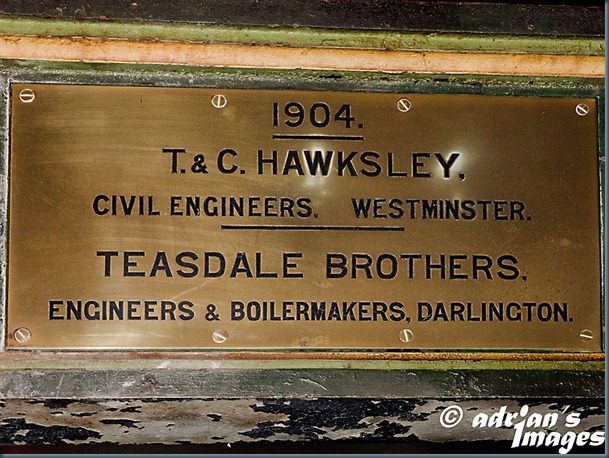 1904.
T. & C. HAWKSLEY,
CIVIL ENGINEERS, WESTMINSTER.
TEASDALE BROTHERS,
ENGINEERS & BOILERMAKERS, DARLINGTON.
© adrian's
Images